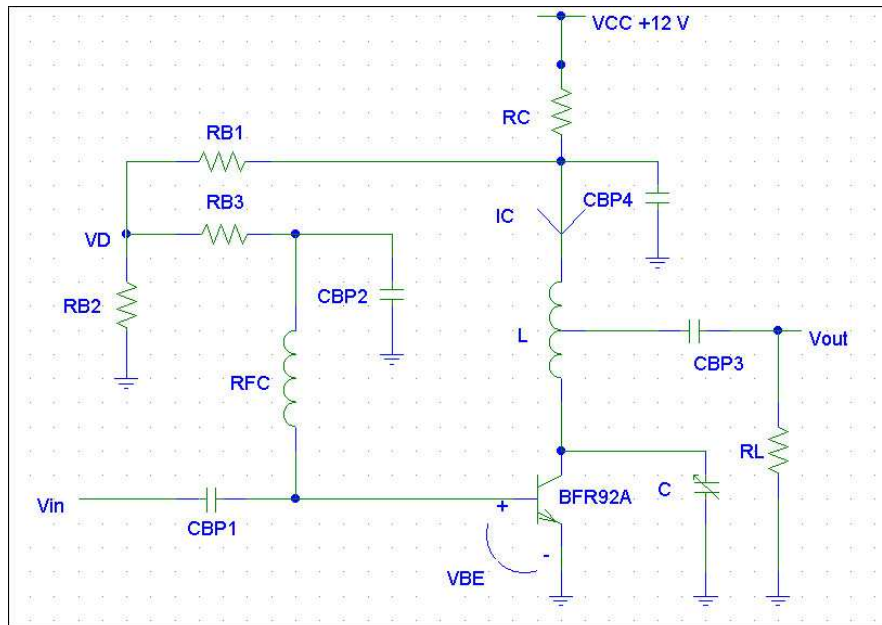 VCC +12 V
RC
RB1
RB3
IC
CBP4
VD
RB2
CBP2
L
Vout
CBP3
RFC
RL
Vin
CBP1
+
BFR92A
C
-
VBE